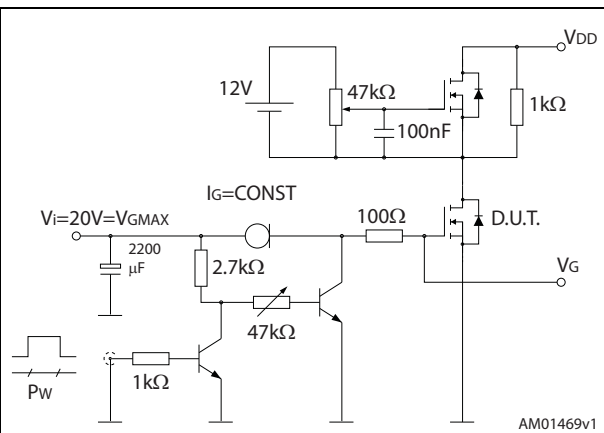 VDD
12V
47kΩ
1kΩ
100nF
IG=CONST
Vi=20V=VGMAX
100Ω
D.U.T.
2200
μF
2.7kΩ
VG
47kΩ
1kΩ
PW
AM01469v1